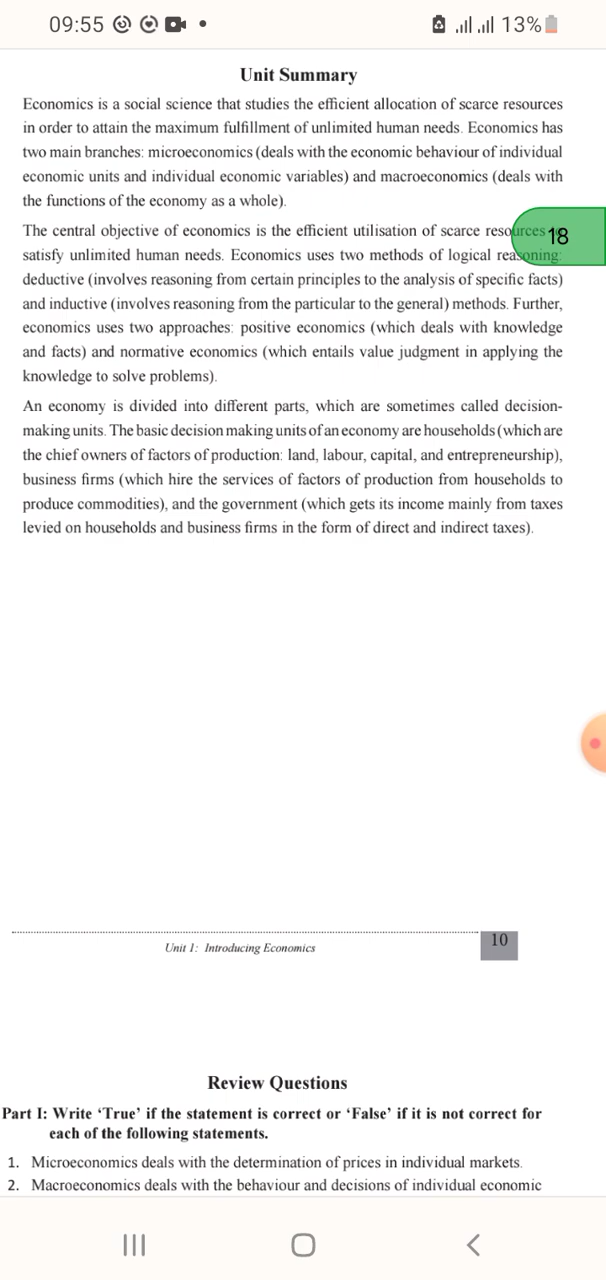 09:55
13%
Unit Summary
Economics is a social science that studies the efficient allocation of scarce resources
in order to attain the maximum fulfillment of unlimited human needs. Economics has
two main branches: microeconomics (deals with the economic behaviour of individual
economic units and individual economic variables) and macroeconomics (deals with
the functions of the economy as a whole).
The central objective of economics is the efficient utilisation of scarce resources
18
satisfy unlimited human needs. Economics uses two methods of logical reasoning:
deductive (involves reasoning from certain principles to the analysis of specific facts)
and inductive (involves reasoning from the particular to the general) methods. Further,
economics uses two approaches: positive economics (which deals with knowledge
and facts) and normative economics (which entails value judgment in applying the
knowledge to solve problems).
An economy is divided into different parts, which are sometimes called decision-
making units. The basic decision making units of an economy are households (which are
the chief owners of factors of production: land, labour, capital, and entrepreneurship),
business firms (which hire the services of factors of production from households to
produce commodities), and the government (which gets its income mainly from taxes
levied on households and business firms in the form of direct and indirect taxes).
Unit 1: Introducing Economics
10
Review Questions
Part I: Write ‘True’ if the statement is correct or ‘False’ if it is not correct for
each of the following statements.
1. Microeconomics deals with the determination of prices in individual markets.
2. Macroeconomics deals with the behaviour and decisions of individual economic